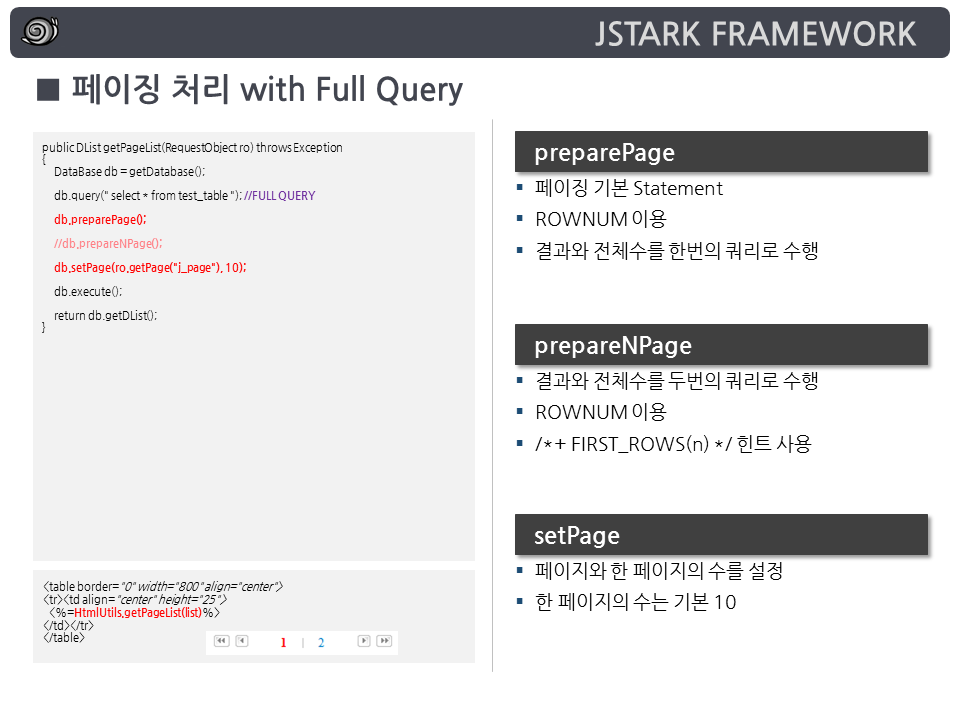 JSTARK FRAMEWORK
■ 페이징 처리 with Full Query
public DList getPageList(RequestObject ro) throws Exception
{
db = getDatabase();
DataBase db = getDatabase();
db.query(" select * from test_table "); //FULL QUERY
db.preparePage();
//db.prepareNPage();
db.setPage(ro.getPage("j_page"), 10);
db.execute();
return db.getDList();
}
<table border="0" width="800" align="center">
<tr><td align="center" height="25">
<%=HtmlUtils.getPageList(list)%>
</td></tr>
</table>
1 | 2
preparePage
▪ 페이징 기본 Statement
▪ ROWNUM 이용
▪ 결과와 전체수를 한번의 쿼리로 수행
prepareNPage
▪ 결과와 전체수를 두번의 쿼리로 수행
▪ ROWNUM 이용
▪ /*+ FIRST_ROWS(n) */ 힌트 사용
setPage
▪ 페이지와 한 페이지의 수를 설정
▪ 한 페이지의 수는 기본 10